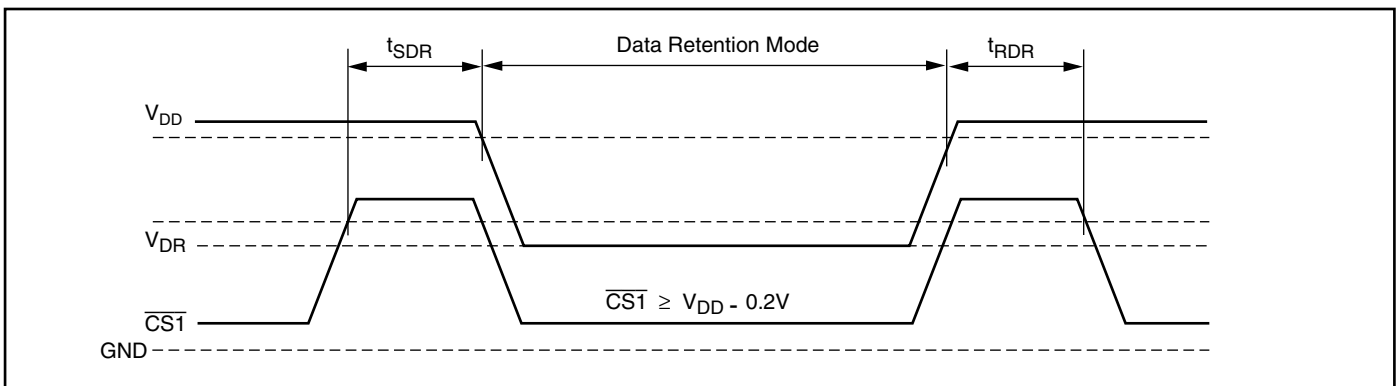 tSDR Data Retention Mode tRDR
VDD
VDR
CS1 ≥ VDD - 0.2V
CS1
GND